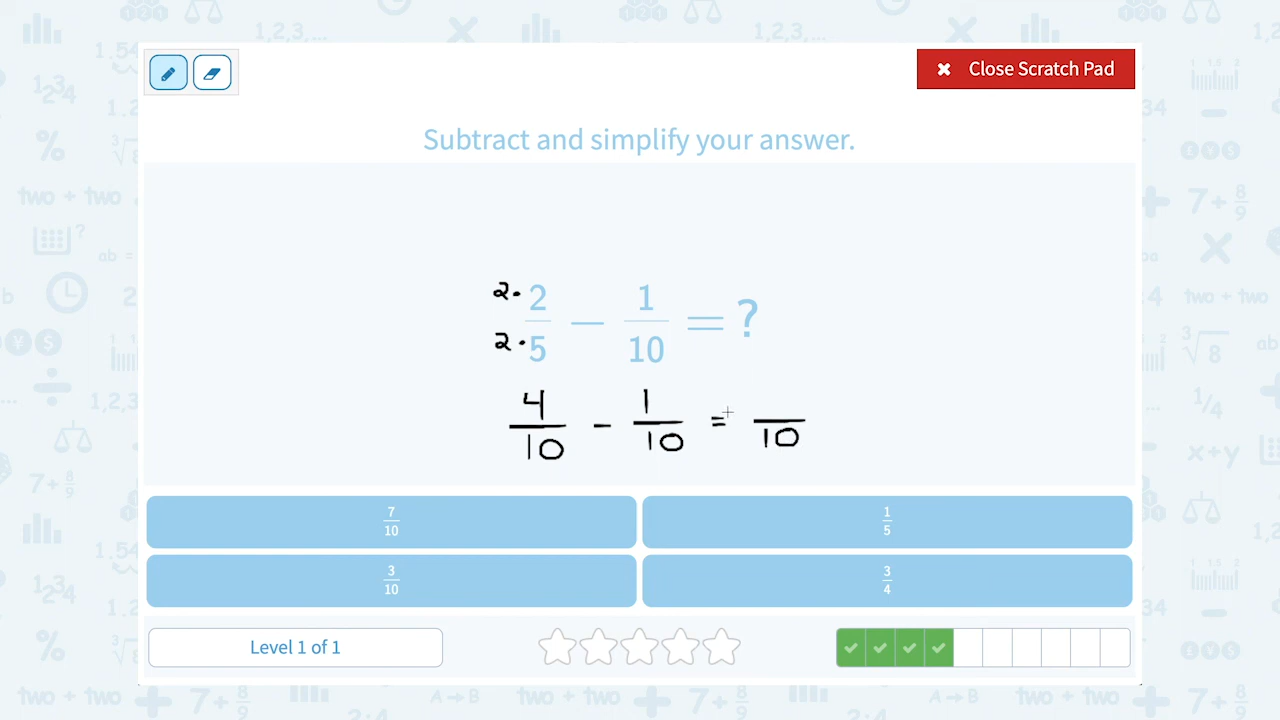 ✖ Close Scratch Pad
Subtract and simplify your answer.
2· 2/5 − 1/10 = ?
2·
4/10 - 1/10 = /10
7/10
1/5
3/10
3/4
Level 1 of 1